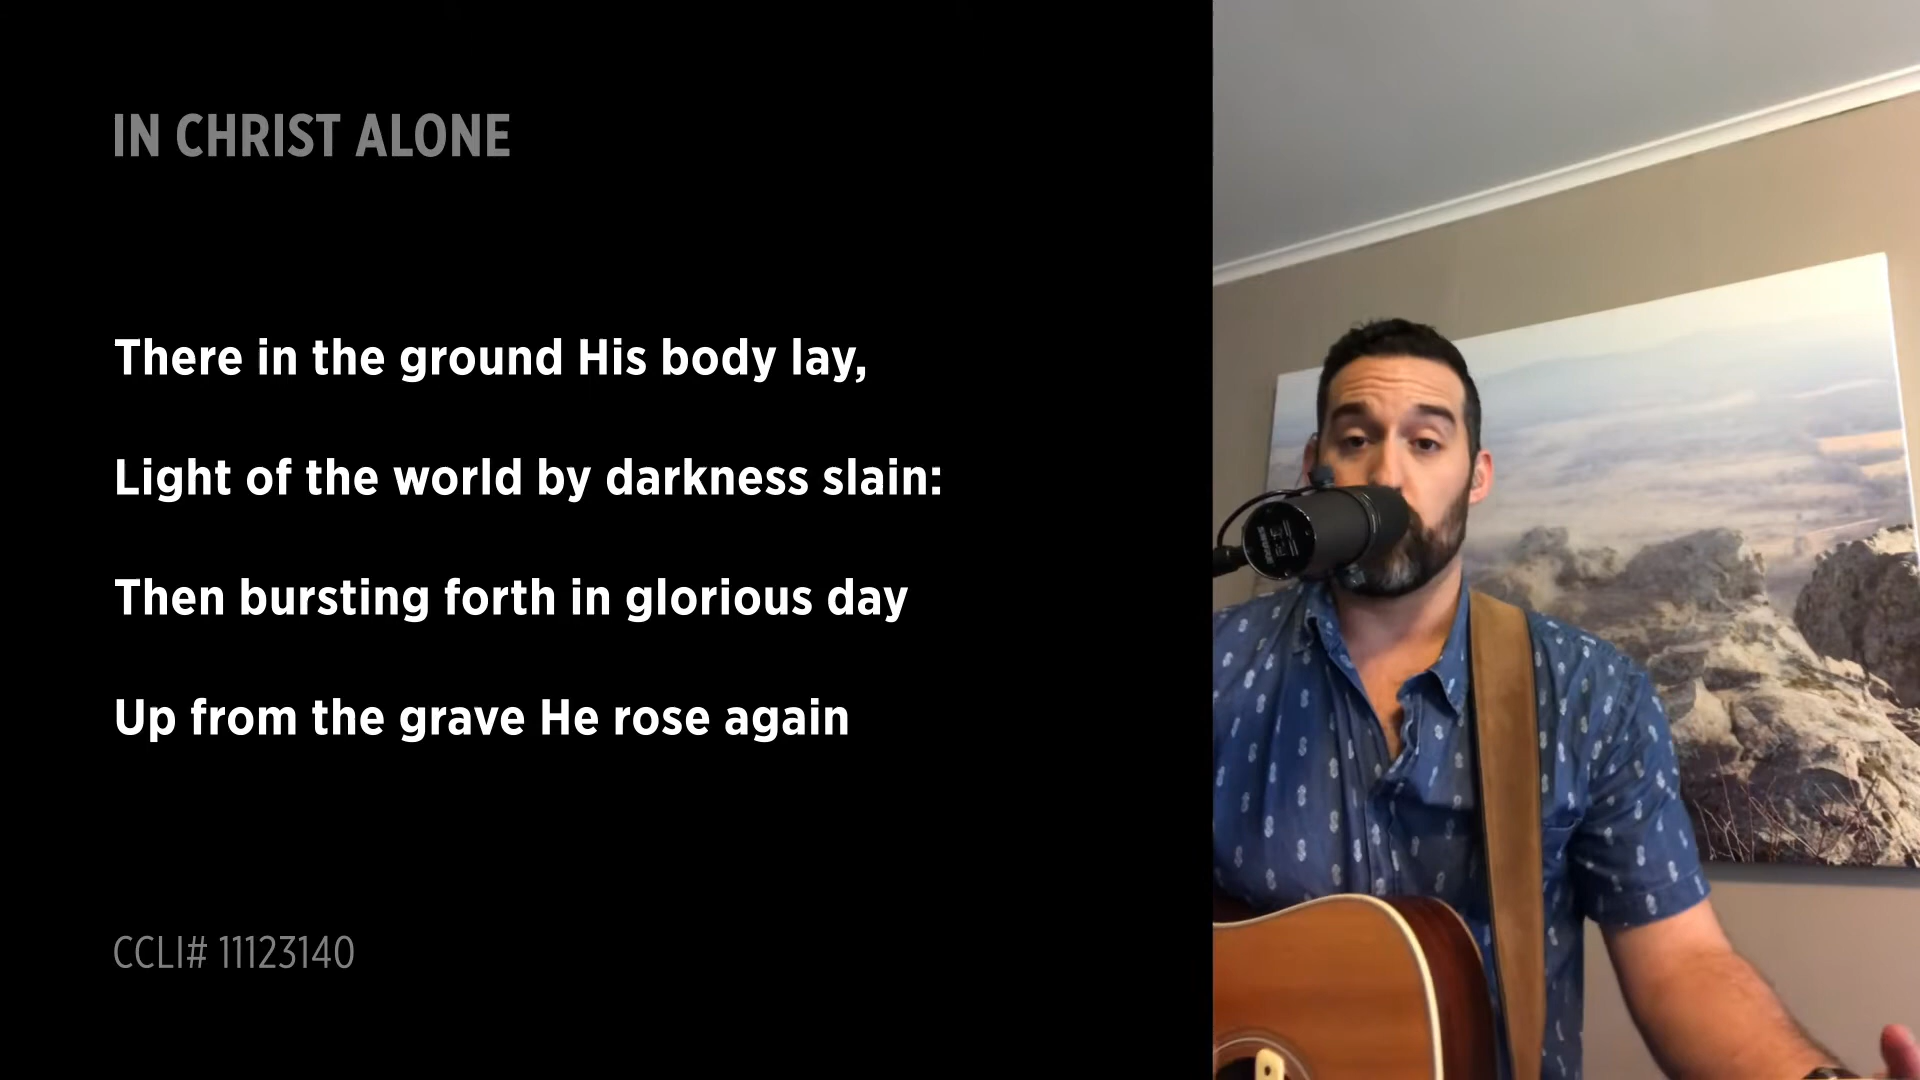 IN CHRIST ALONE
There in the ground His body lay,
Light of the world by darkness slain:
Then bursting forth in glorious day
Up from the grave He rose again
CCLI# 11123140